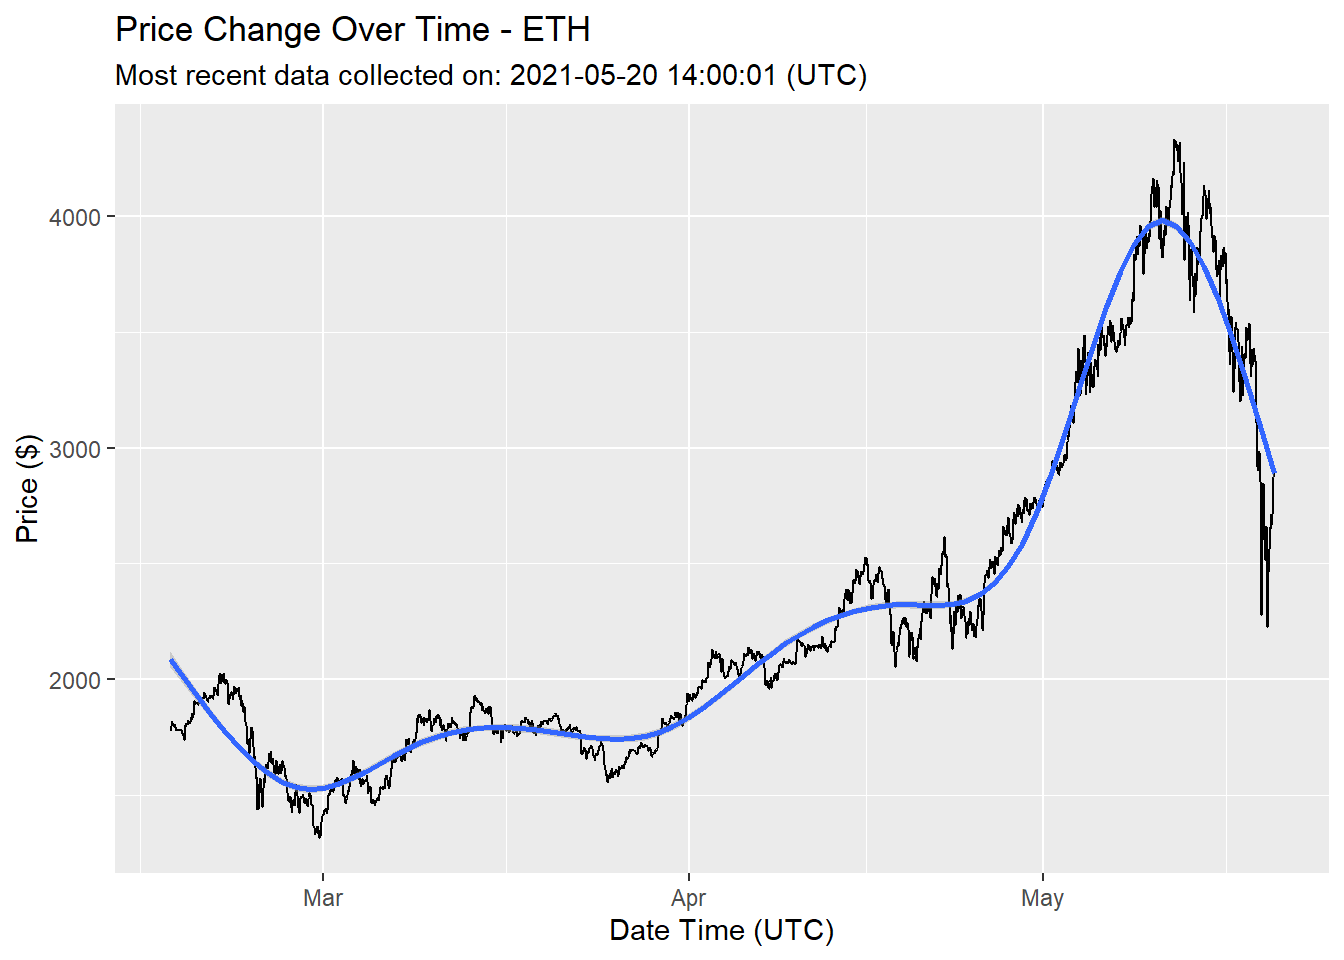 Price Change Over Time - ETH
Most recent data collected on: 2021-05-20 14:00:01 (UTC)
4000
3000
2000
Price ($)
Mar
Apr
May
Date Time (UTC)